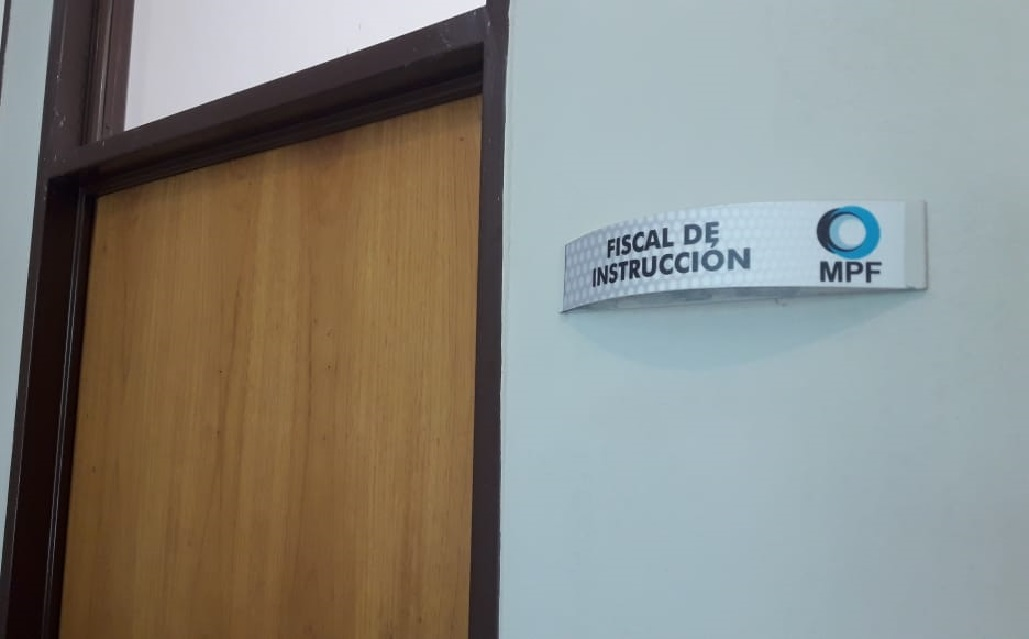 FISCAL DE
INSTRUCCIÓN
MPF